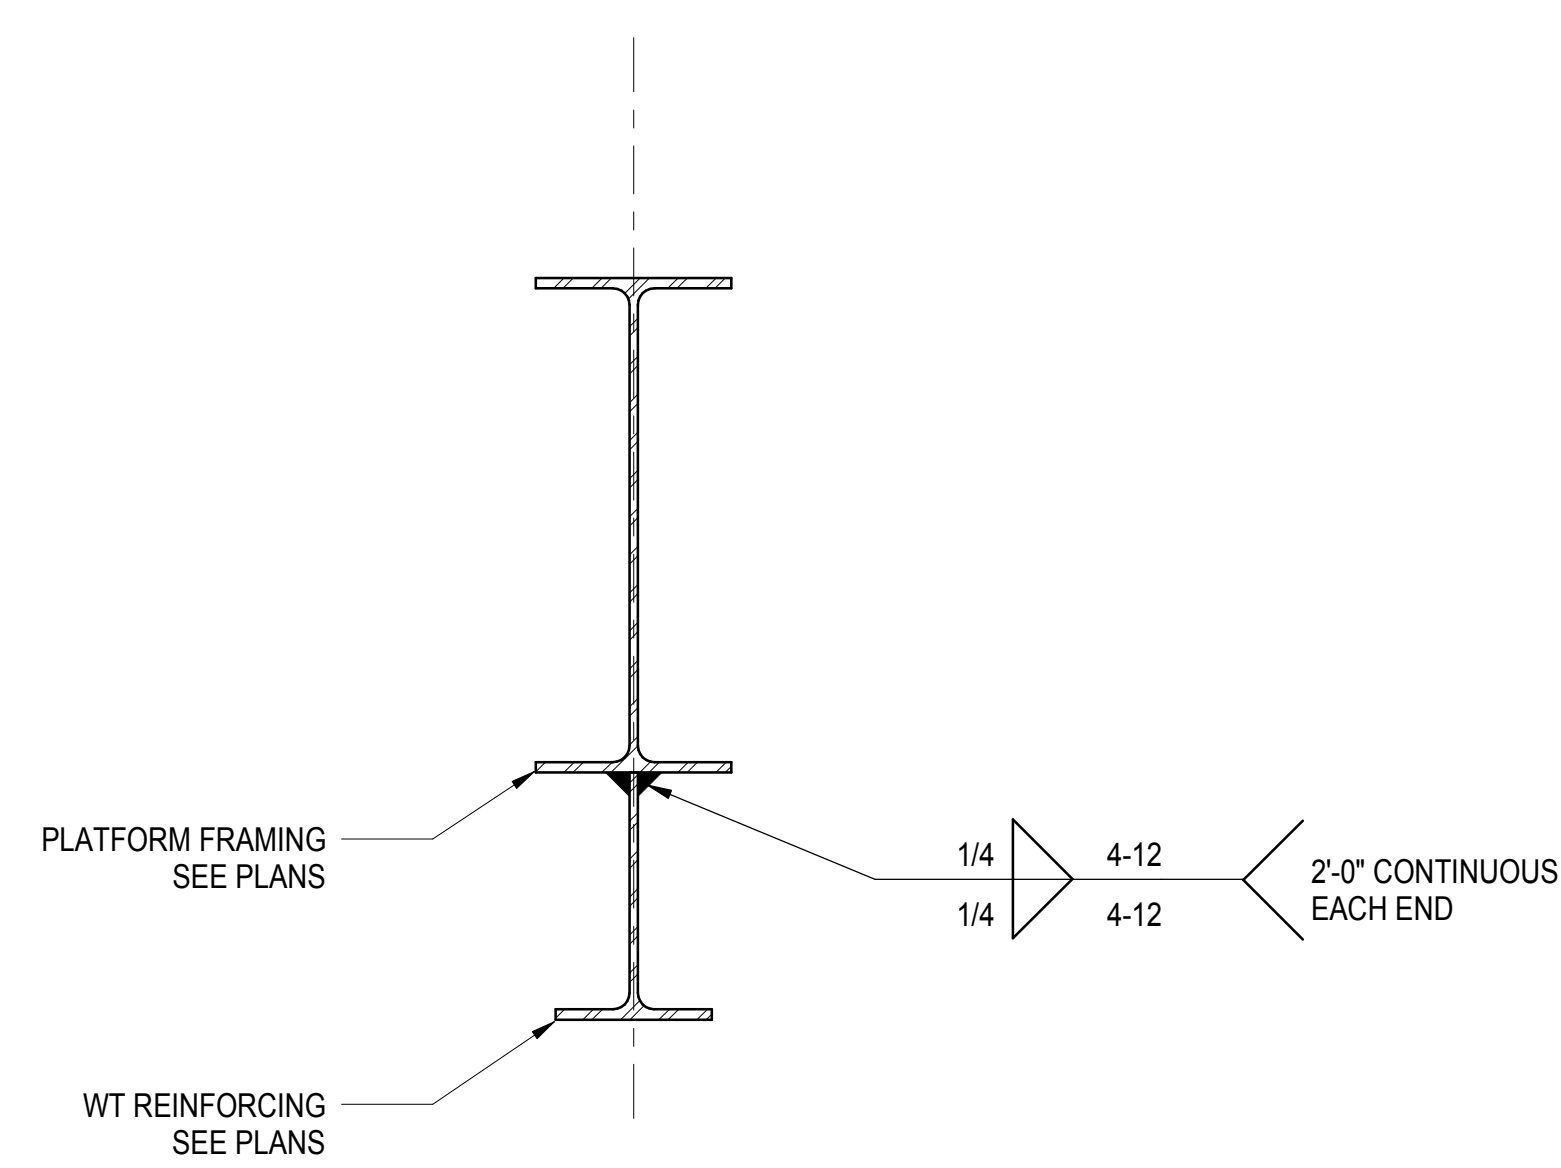 PLATFORM FRAMING
SEE PLANS
1/4 4-12
1/4 4-12
2'-0" CONTINUOUS
EACH END
WT REINFORCING
SEE PLANS